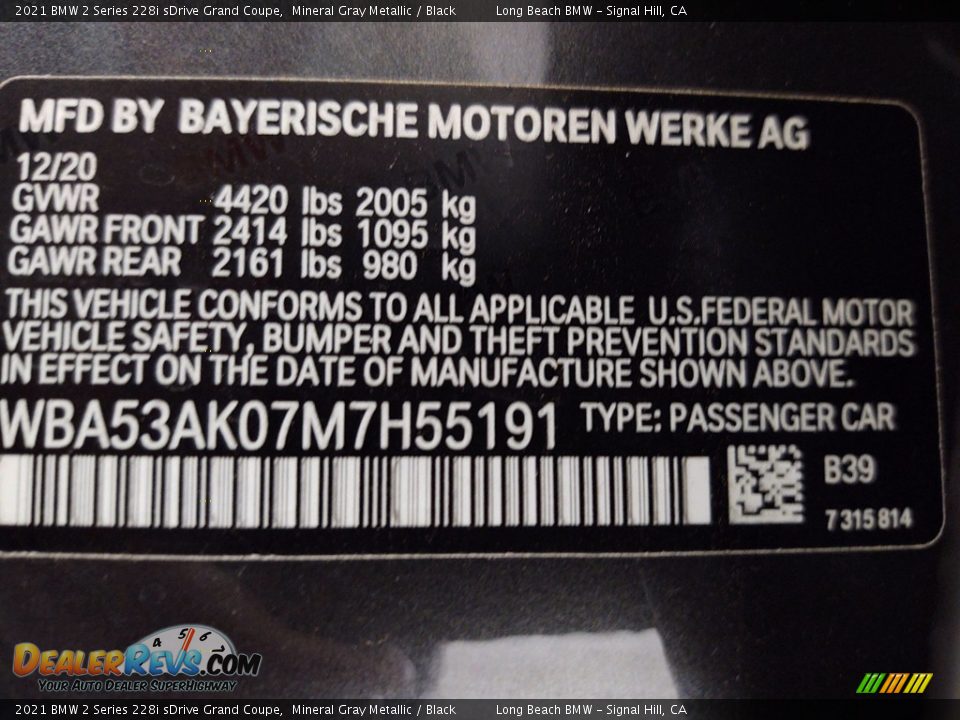 2021 BMW 2 Series 228i sDrive Grand Coupe, Mineral Gray Metallic / Black Long Beach BMW - Signal Hill, CA
MFD BY BAYERISCHE MOTOREN WERKE AG
12/20
GVWR 4420 lbs 2005 kg
GAWR FRONT 2414 lbs 1095 kg
GAWR REAR 2161 lbs 980 kg
THIS VEHICLE CONFORMS TO ALL APPLICABLE U.S.FEDERAL MOTOR
VEHICLE SAFETY, BUMPER AND THEFT PREVENTION STANDARDS
IN EFFECT ON THE DATE OF MANUFACTURE SHOWN ABOVE.
WBA53AK07M7H55191 TYPE: PASSENGER CAR
B39
7315814
4 5 6
DEALERREVS.COM
YOUR AUTO DEALER SUPERHIGHWAY
2021 BMW 2 Series 228i sDrive Grand Coupe, Mineral Gray Metallic / Black Long Beach BMW - Signal Hill, CA